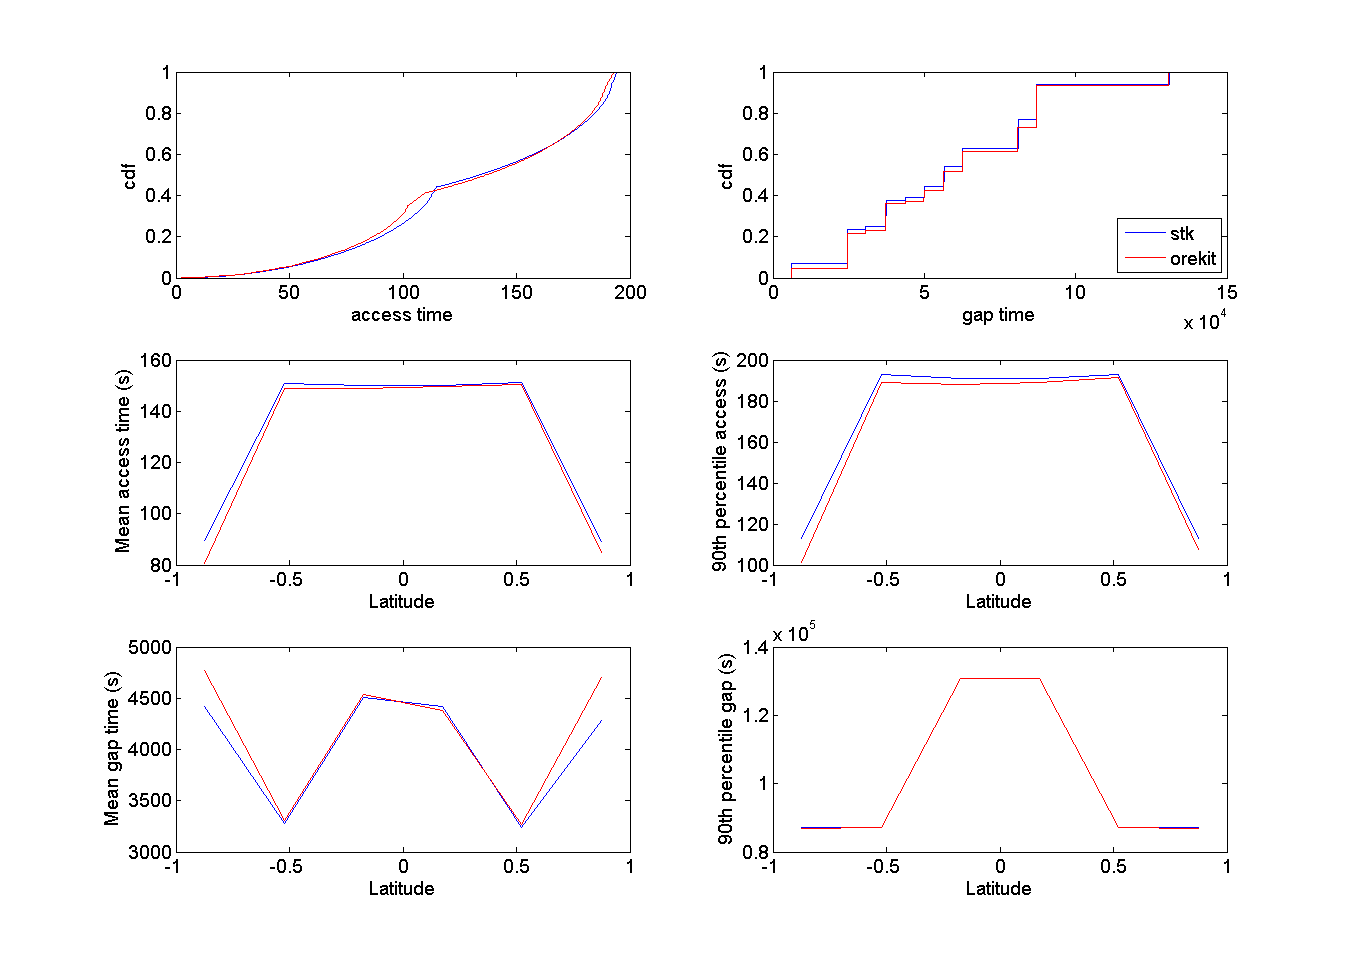 1
0.8
0.6
0.4
0.2
0
cdf
0 50 100 150 200
access time
1
0.8
0.6
0.4
0.2
0
cdf
stk
orekit
0 5 10 15
gap time
x 10^4
160
140
120
100
80
Mean access time (s)
-1 -0.5 0 0.5 1
Latitude
200
180
160
140
120
100
90th percentile access (s)
-1 -0.5 0 0.5 1
Latitude
5000
4500
4000
3500
3000
Mean gap time (s)
-1 -0.5 0 0.5 1
Latitude
x 10^5
1.4
1.2
1
0.8
90th percentile gap (s)
-1 -0.5 0 0.5 1
Latitude